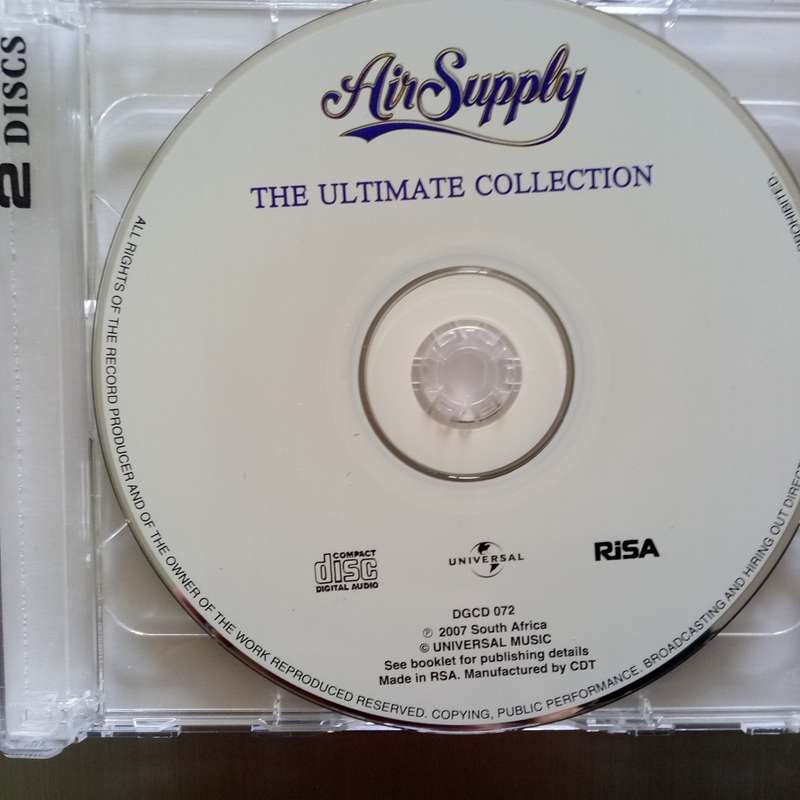 2 DISCS
Air Supply
THE ULTIMATE COLLECTION
COMPACT
disc
DIGITAL AUDIO
UNIVERSAL
RiSA
DGCD 072
℗ 2007 South Africa
© UNIVERSAL MUSIC
See booklet for publishing details
Made in RSA. Manufactured by CDT
ALL RIGHTS OF THE RECORD PRODUCER AND OF THE OWNER OF THE WORK REPRODUCED RESERVED. COPYING, PUBLIC PERFORMANCE, BROADCASTING AND HIRING OUT